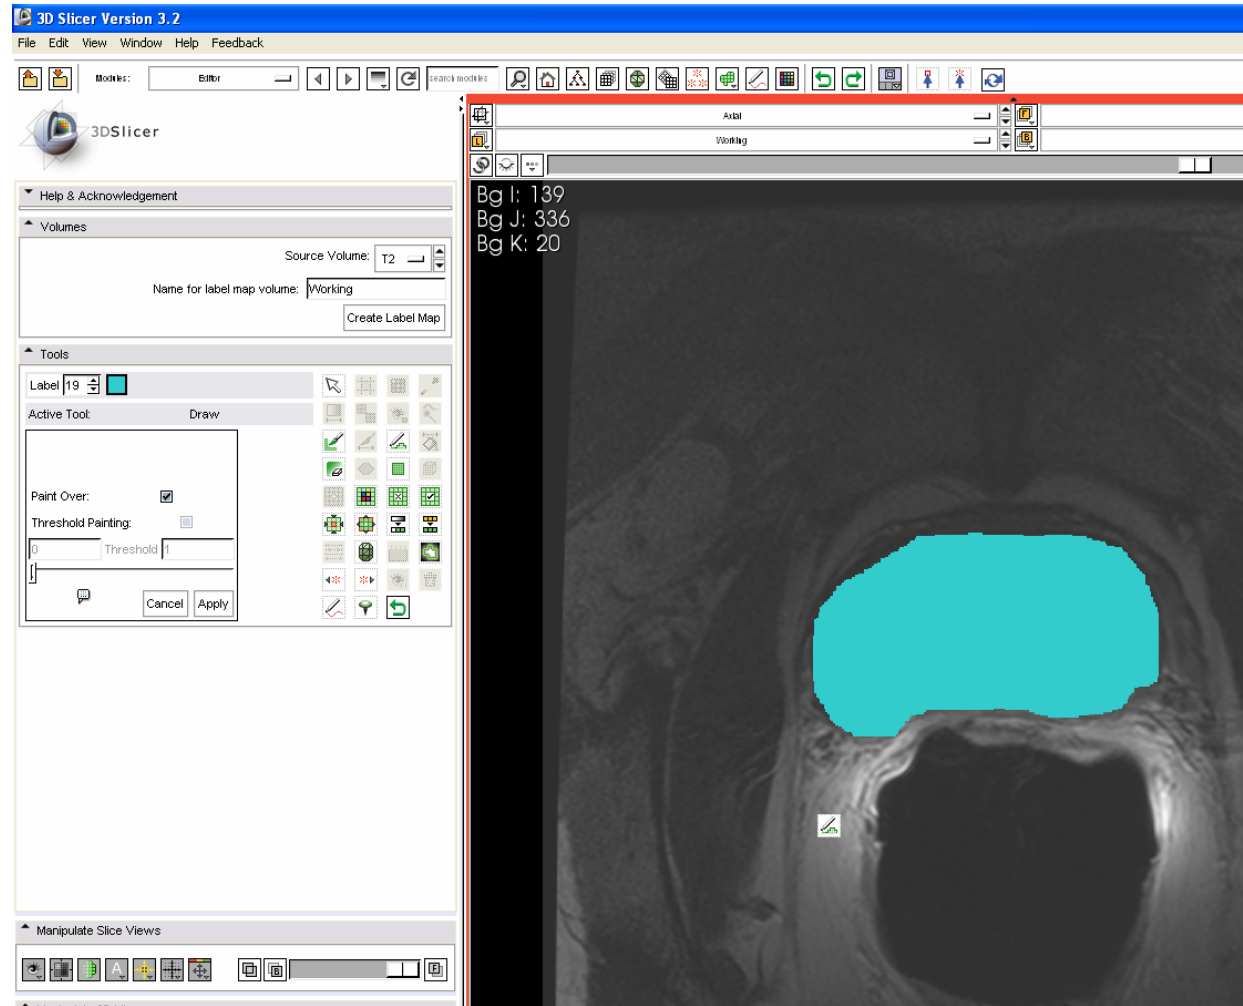 3D Slicer Version 3.2
File Edit View Window Help Feedback
Modules: Editor search modules
3DSlicer
Axial
Working
Help & Acknowledgement
Volumes
Source Volume: T2
Name for label map volume: Working
Create Label Map
Tools
Label 19
Active Tool: Draw
Paint Over:
Threshold Painting:
0 Threshold 1
Cancel Apply
Manipulate Slice Views
A B F
L F B
Bg I: 139
Bg J: 336
Bg K: 20